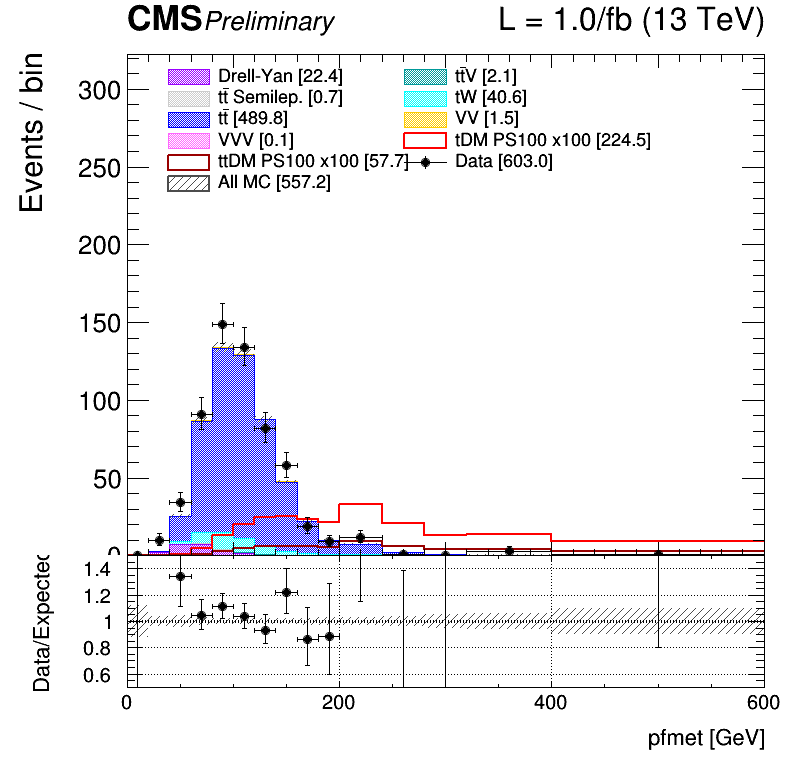 CMS Preliminary L = 1.0/fb (13 TeV)
Events / bin
300
250
200
150
100
50
0
Drell-Yan [22.4]
tt̄V [2.1]
tt̄ Semilep. [0.7]
tW [40.6]
tt̄ [489.8]
VV [1.5]
VVV [0.1]
tDM PS100 x100 [224.5]
ttDM PS100 x100 [57.7]
Data [603.0]
All MC [557.2]
Data/Expected
1.4
1.2
1
0.8
0.6
0 200 400 600
pfmet [GeV]